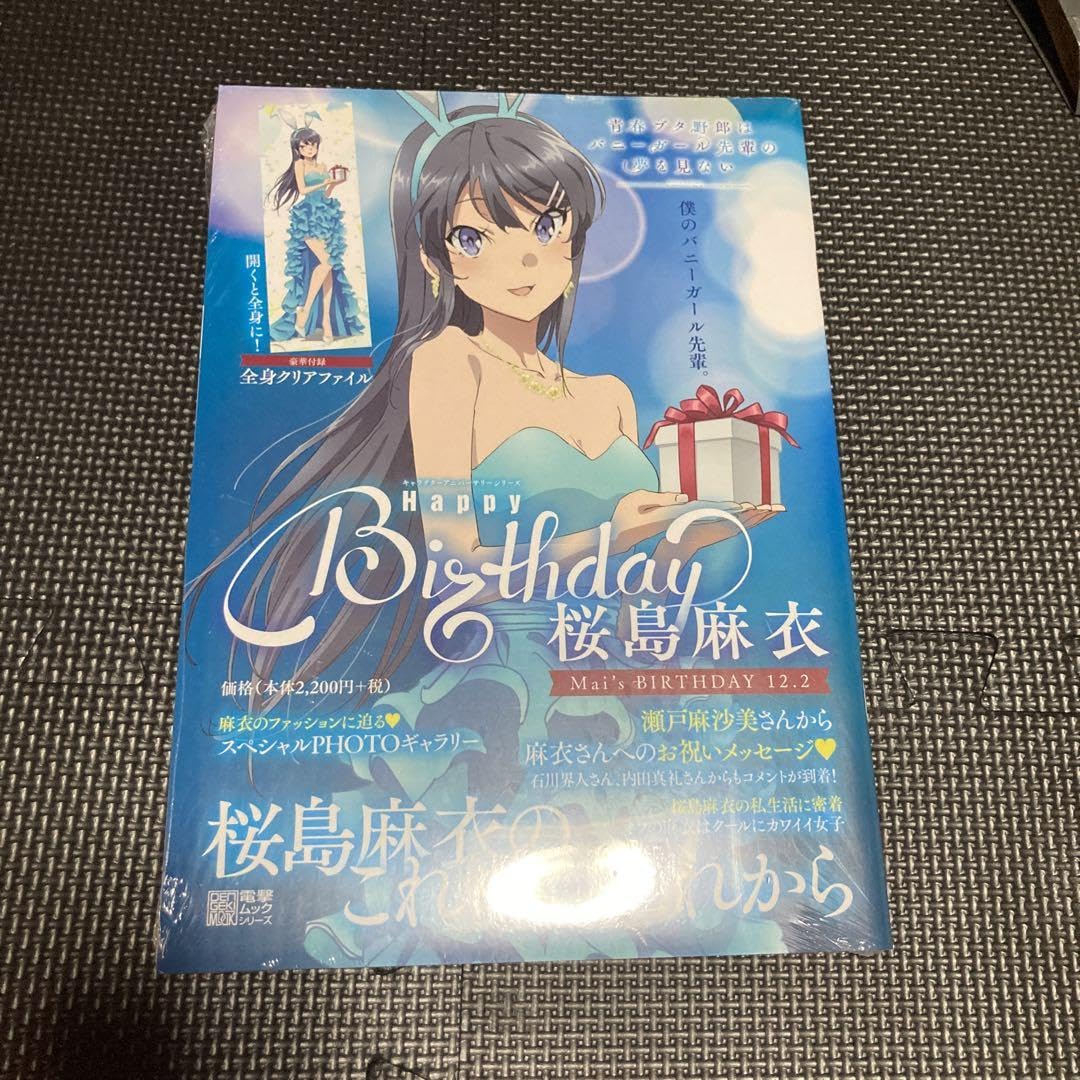 青春ブタ野郎は
バニーガール先輩の
夢を見ない
僕のバニーガール先輩。
開くと全身に!
豪華付録
全身クリアファイル
キャラクターアニバーサリーシリーズ
Happy
Birthday
桜島麻衣
Mai's BIRTHDAY 12.2
価格(本体2,200円+税)
麻衣のファッションに迫る♥
スペシャルPHOTOギャラリー
瀬戸麻沙美さんから
麻衣さんへのお祝いメッセージ♥
石川界人さん、内田真礼さんからもコメントが到着!
桜島麻衣の私生活に密着
麻衣はクールにカワイイ女子
桜島麻衣の
これ れから
DENGEKI MOOK
電撃
ムック
シリーズ